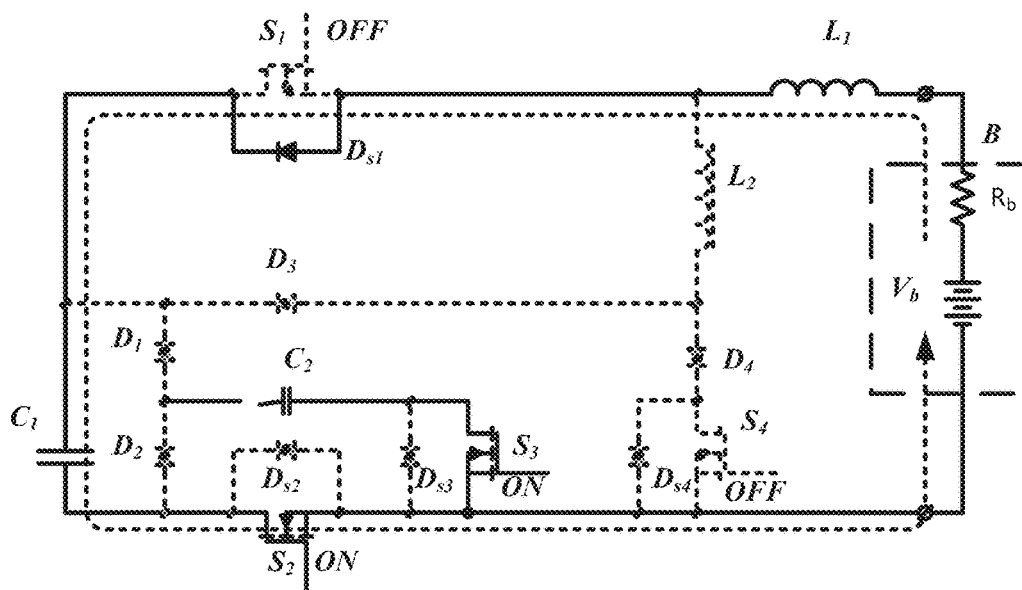 S1 OFF
L1
B
Ds1
L2
Rb
D3
Vb
D1
C2
D4
C1
S4
D2
S3
Ds2
Ds3
Ds4
ON
OFF
S2 ON